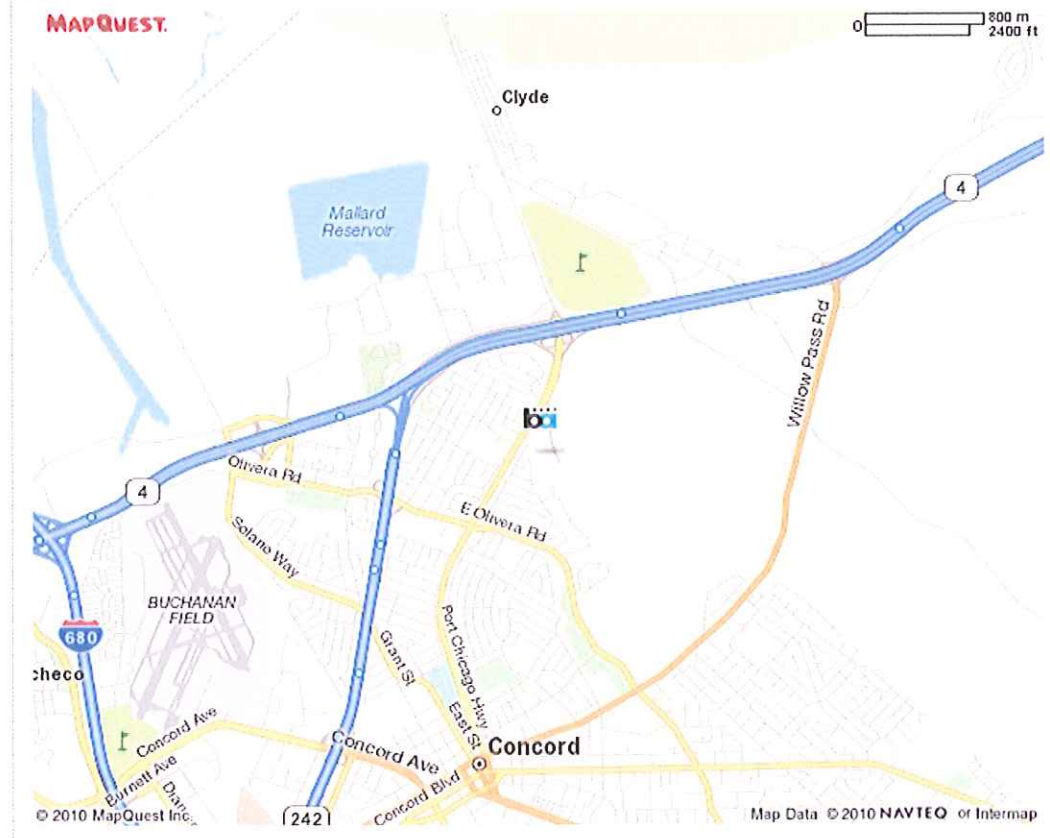 MAPQUEST.
0
800 m
2400 ft
Clyde
4
Mallard
Reservoir
Willow Pass Rd
ba
Olivera Rd
4
E Olivera Rd
Solano Way
BUCHANAN
FIELD
680
Port Chicago Hwy
Grant St
checo
East St
Concord Ave
Concord Ave
Concord
Burnett Ave
Concord Blvd
© 2010 MapQuest Inc
242
Map Data © 2010 NAVTEQ or Intermap